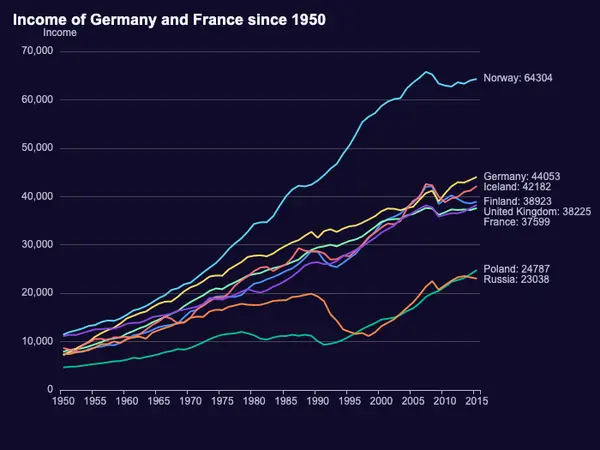 Income of Germany and France since 1950
Income
70,000
60,000
50,000
40,000
30,000
20,000
10,000
0
Norway: 64304
Germany: 44053
Iceland: 42182
Finland: 38923
United Kingdom: 38225
France: 37599
Poland: 24787
Russia: 23038
1950 1955 1960 1965 1970 1975 1980 1985 1990 1995 2000 2005 2010 2015